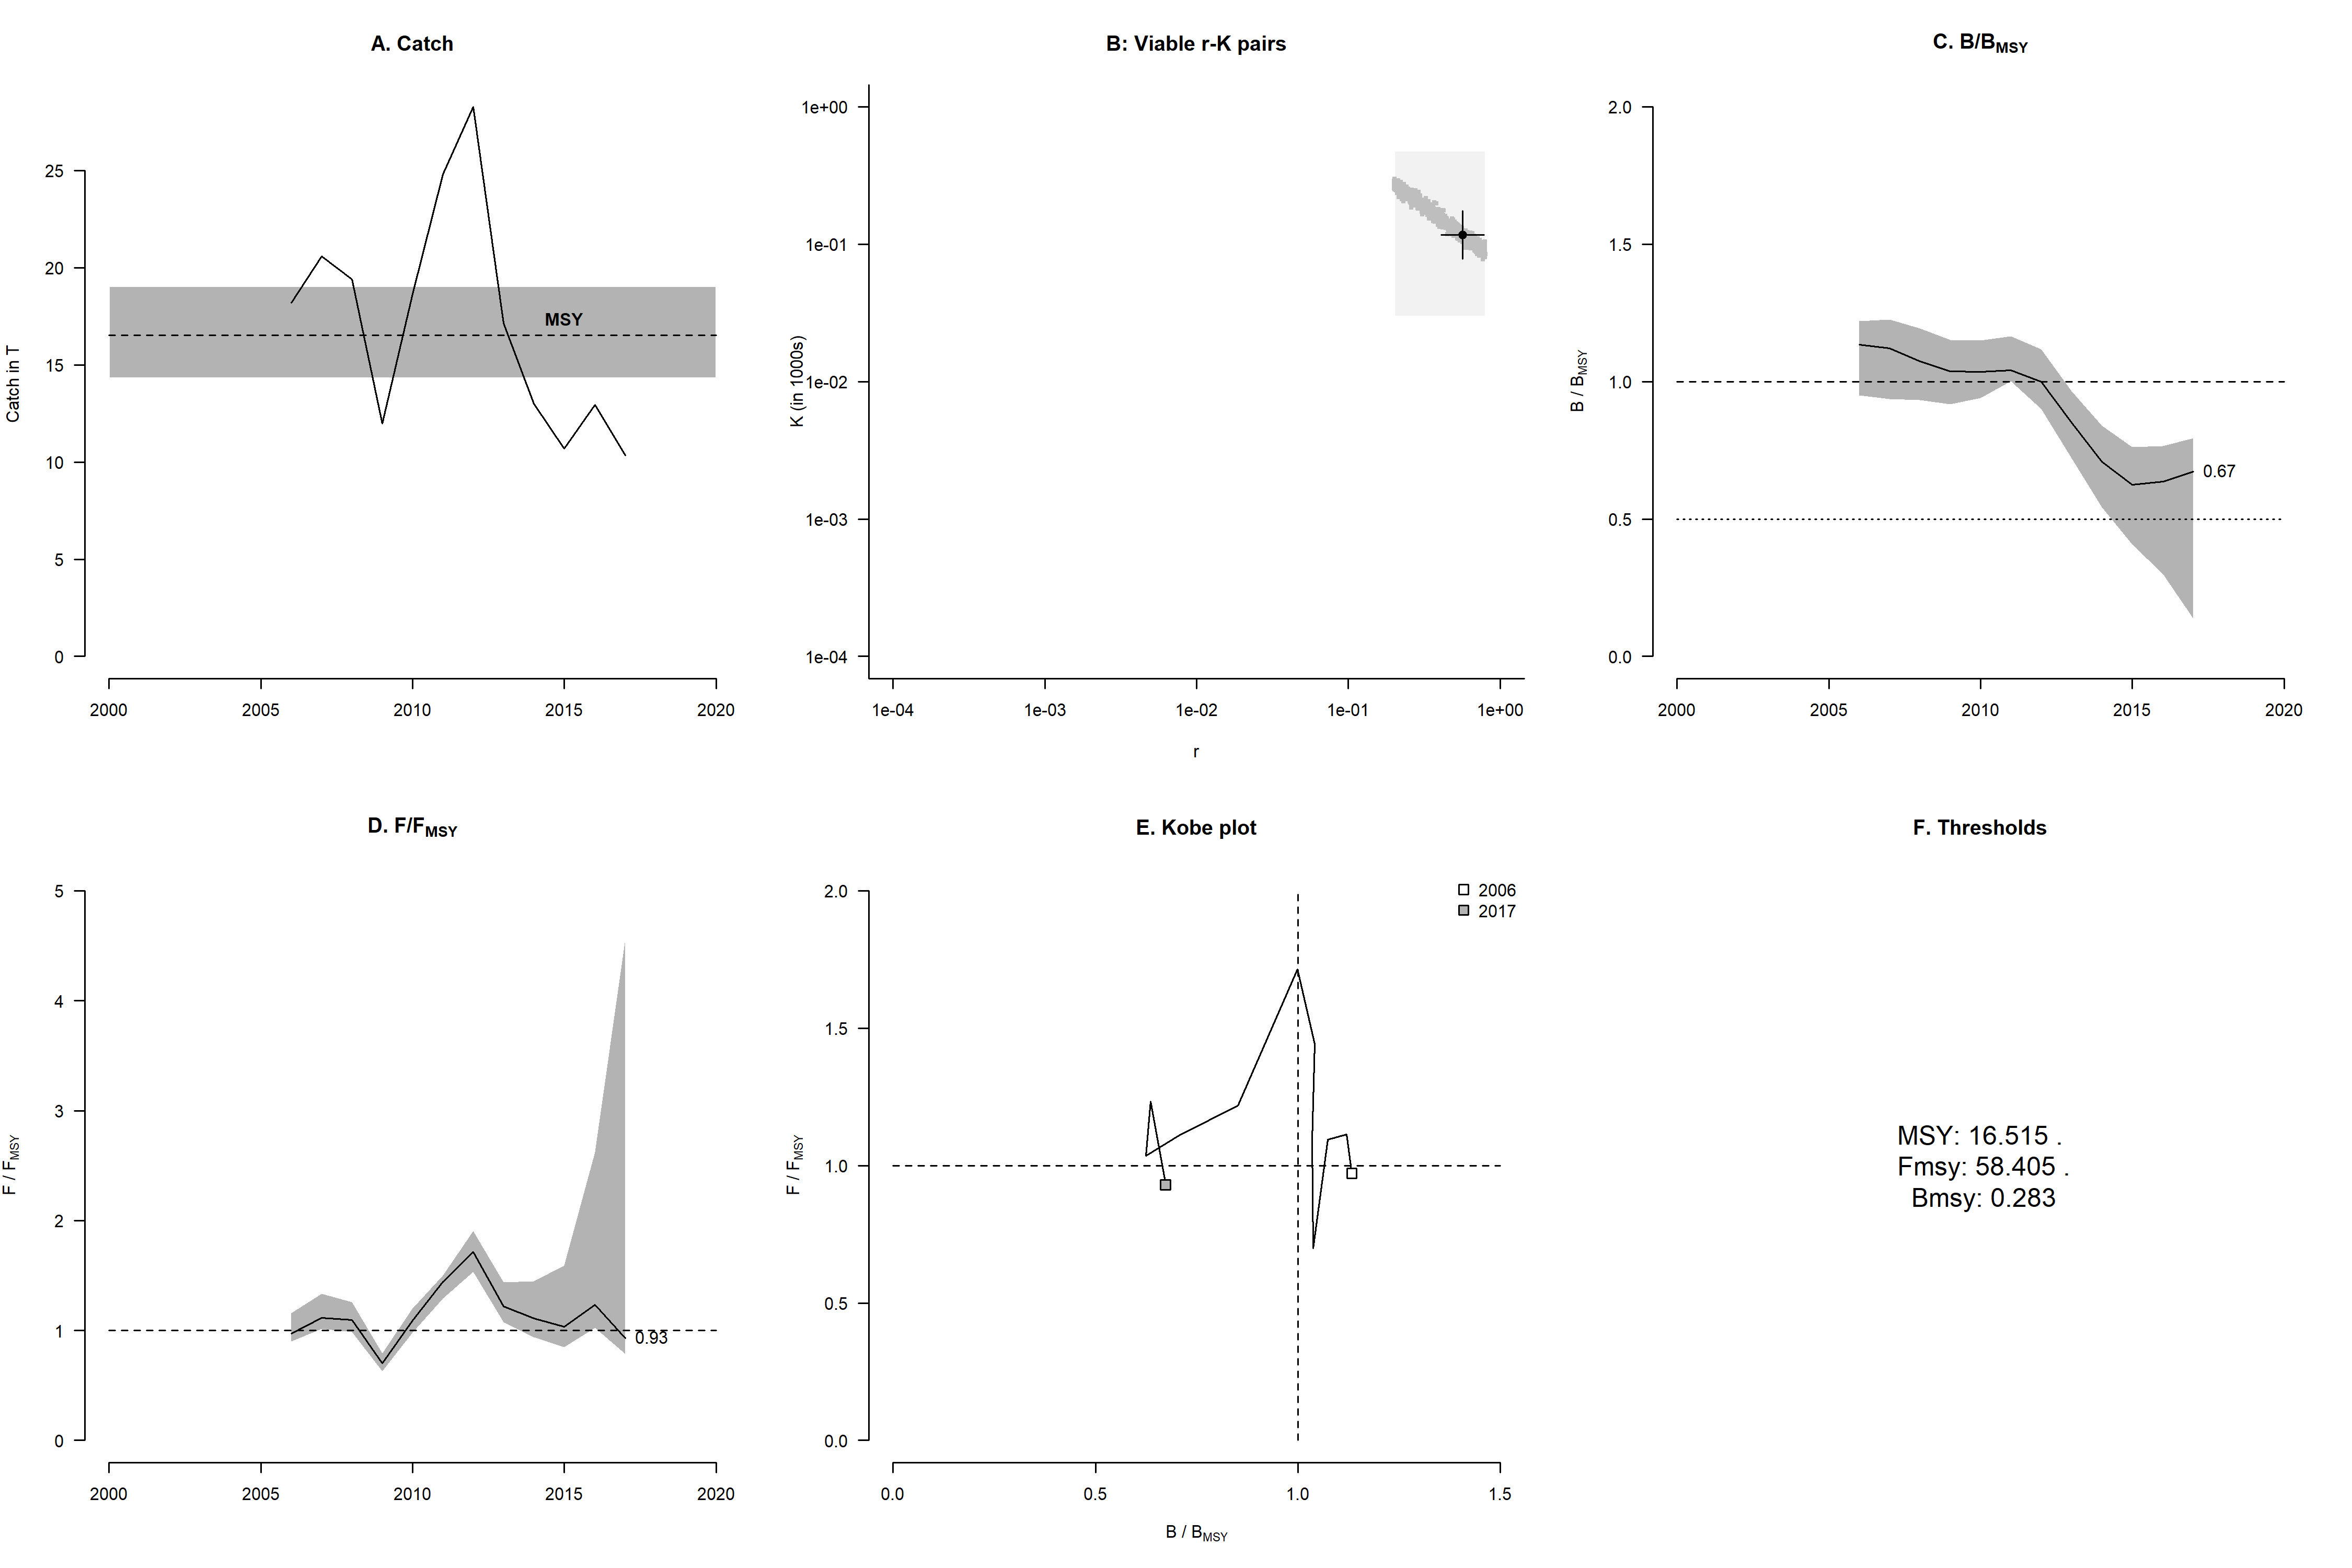 A. Catch
Catch in T
25
20
15
10
5
0
MSY
2000 2005 2010 2015 2020
B: Viable r-K pairs
K (in 1000s)
1e+00
1e-01
1e-02
1e-03
1e-04
1e-04 1e-03 1e-02 1e-01 1e+00
r
C. B/BMSY
B / BMSY
2.0
1.5
1.0
0.5
0.0
0.67
2000 2005 2010 2015 2020
D. F/FMSY
F / FMSY
5
4
3
2
1
0
0.93
2000 2005 2010 2015 2020
E. Kobe plot
F / FMSY
2.0
1.5
1.0
0.5
0.0
2006
2017
0.0 0.5 1.0 1.5
B / BMSY
F. Thresholds
MSY: 16.515 .
Fmsy: 58.405 .
Bmsy: 0.283